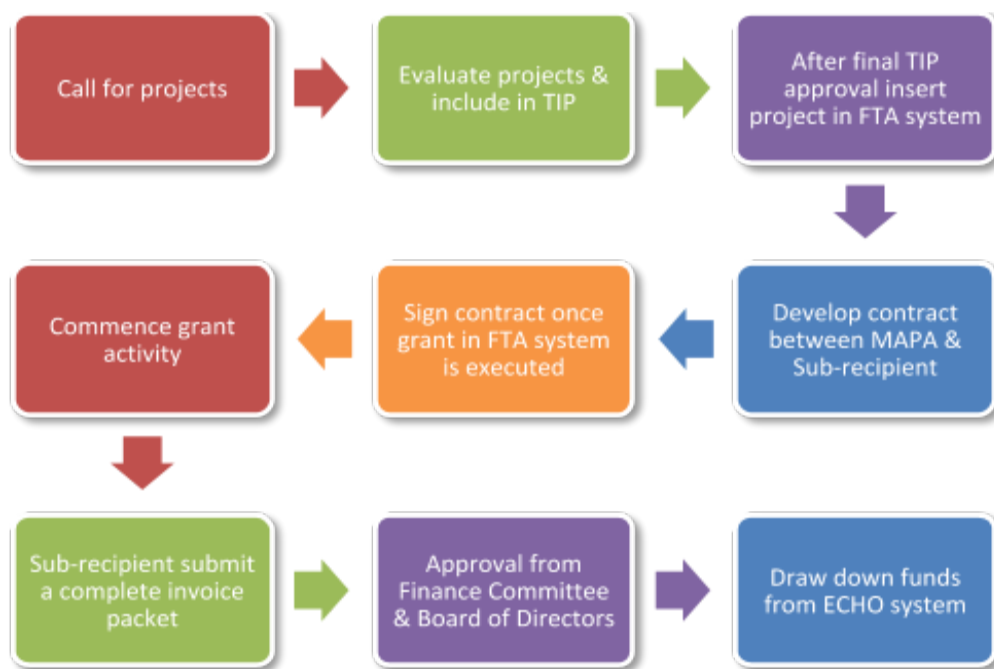 Call for projects
Evaluate projects &
include in TIP
After final TIP
approval insert
project in FTA system
Develop contract
between MAPA &
Sub-recipient
Sign contract once
grant in FTA system
is executed
Commence grant
activity
Sub-recipient submit
a complete invoice
packet
Approval from
Finance Committee
& Board of Directors
Draw down funds
from ECHO system